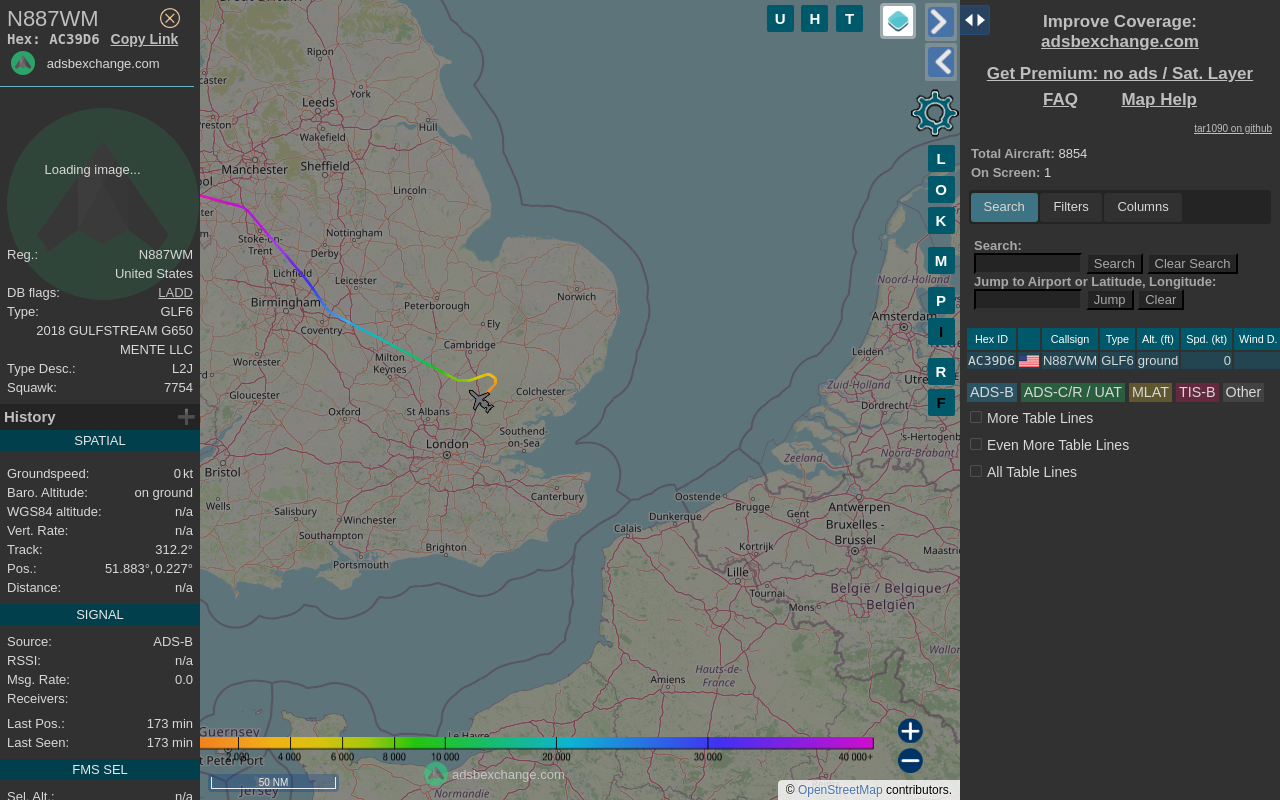 N887WM
Hex: AC39D6 Copy Link
adsbexchange.com
Loading image...
Reg.: N887WM
United States
DB flags: LADD
Type: GLF6
2018 GULFSTREAM G650
MENTE LLC
Type Desc.: L2J
Squawk: 7754
History
SPATIAL
Groundspeed: 0 kt
Baro. Altitude: on ground
WGS84 altitude: n/a
Vert. Rate: n/a
Track: 312.2°
Pos.: 51.883°, 0.227°
Distance: n/a
SIGNAL
Source: ADS-B
RSSI: n/a
Msg. Rate: 0.0
Receivers:
Last Pos.: 173 min
Last Seen: 173 min
FMS SEL
Sel. Alt.: n/a
Ripon
York
Leeds
Preston
Hull
Wakefield
Manchester
Sheffield
Lincoln
Stoke-on-
Trent
Nottingham
Derby
Lichfield
Leicester
Norwich
Birmingham
Peterborough
Ely
Coventry
Cambridge
Worcester
Milton
Keynes
Gloucester
Colchester
Oxford
St Albans
London
Southend-
on-Sea
Bristol
Wells
Salisbury
Winchester
Canterbury
Southampton
Brighton
Portsmouth
Noord-Holland
Amsterdam
Leiden
Zuid-Holland
Dordrecht
's-Hertogenb
Zeeland
Noord-Brabant
Oostende
Brugge
Antwerpen
Dunkerque
Gent
Calais
Bruxelles -
Brussel
Kortrijk
Maastri
Lille
Tournai
België / Belgique /
Belgien
Mons
Wallon
Hauts-de-
France
Amiens
Guernsey
Le Havre
t Peter Port
Jersey
Normandie
2 000 4 000 6 000 8 000 10 000 20 000 30 000 40 000+
50 NM
adsbexchange.com
© OpenStreetMap contributors.
U H T
L
O
K
M
P
I
R
F
Improve Coverage:
adsbexchange.com
Get Premium: no ads / Sat. Layer
FAQ Map Help
tar1090 on github
Total Aircraft: 8854
On Screen: 1
Search Filters Columns
Search:
Search Clear Search
Jump to Airport or Latitude, Longitude:
Jump Clear
Hex ID Callsign Type Alt. (ft) Spd. (kt) Wind D.
AC39D6 N887WM GLF6 ground 0
ADS-B ADS-C/R / UAT MLAT TIS-B Other
More Table Lines
Even More Table Lines
All Table Lines